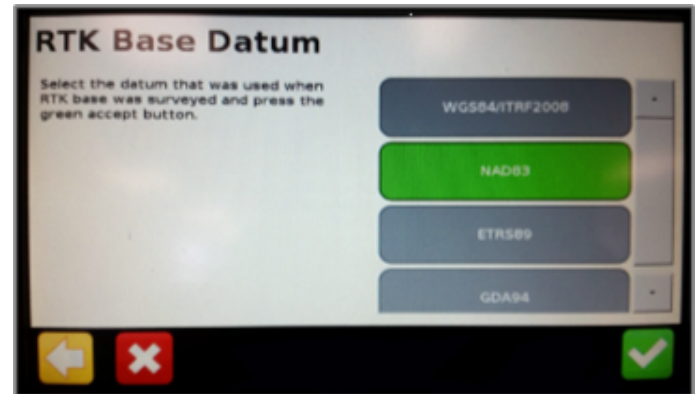 RTK Base Datum
Select the datum that was used when
RTK base was surveyed and press the
green accept button.
WGS84/ITRF2008
NAD83
ETRS89
GDA94